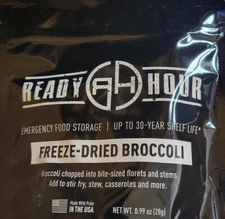 READY RH HOUR
EMERGENCY FOOD STORAGE | UP TO 30-YEAR SHELF LIFE*
FREEZE-DRIED BROCCOLI
Broccoli chopped into bite-sized florets and stems.
Add to stir fry, stew, casseroles and more.
Made With Pride
IN THE USA
NET WT. 0.99 oz (28g)